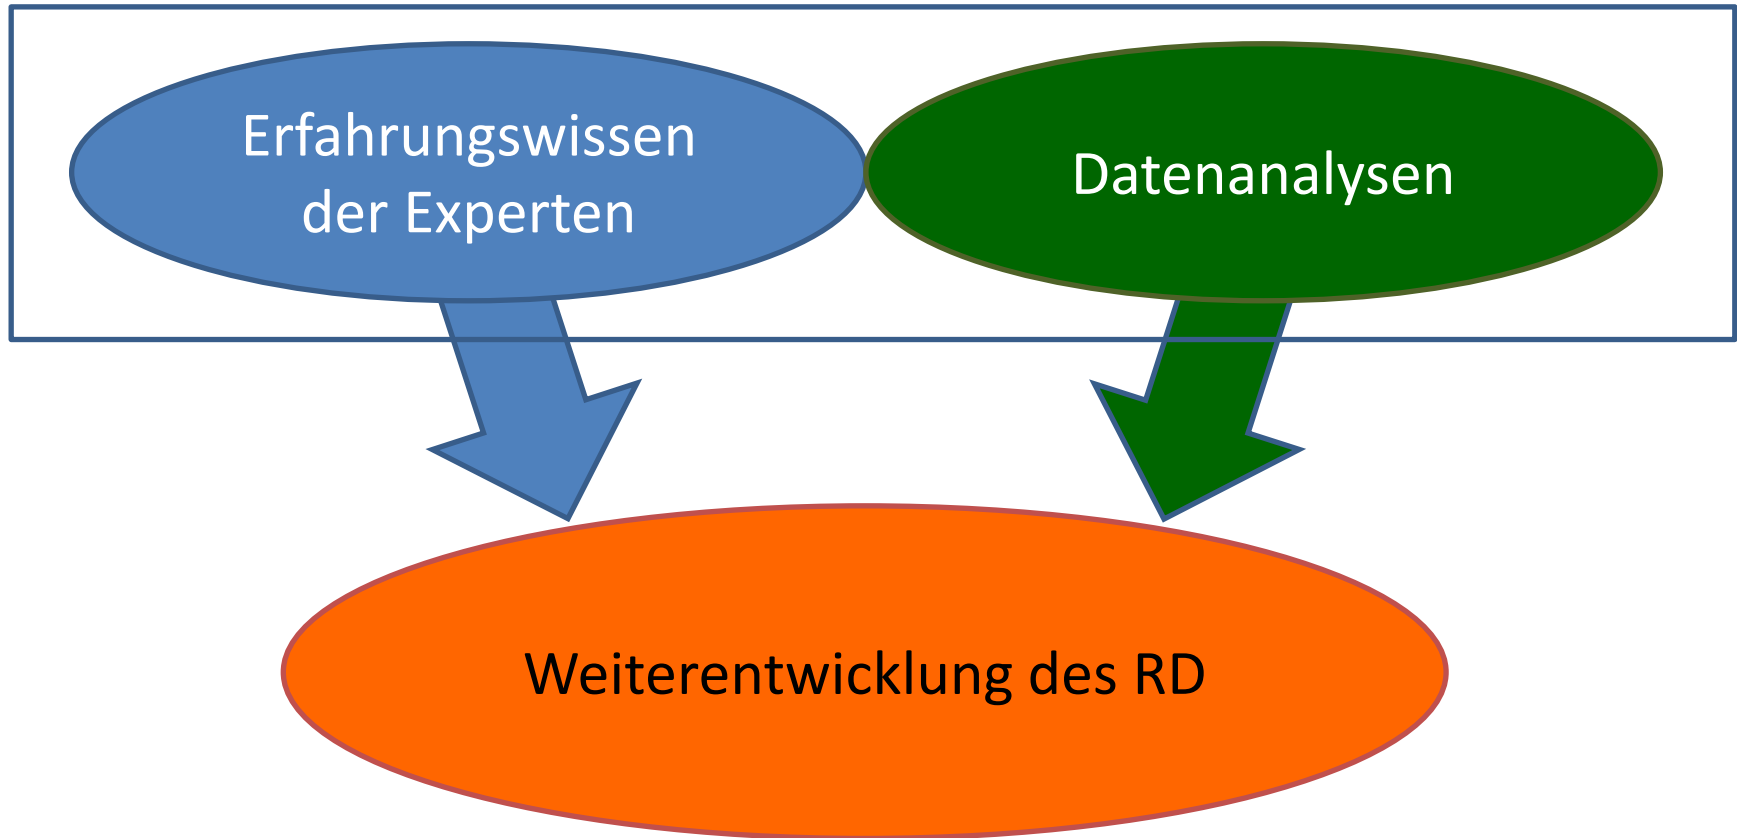 Erfahrungswissen
der Experten
Datenanalysen
Weiterentwicklung des RD